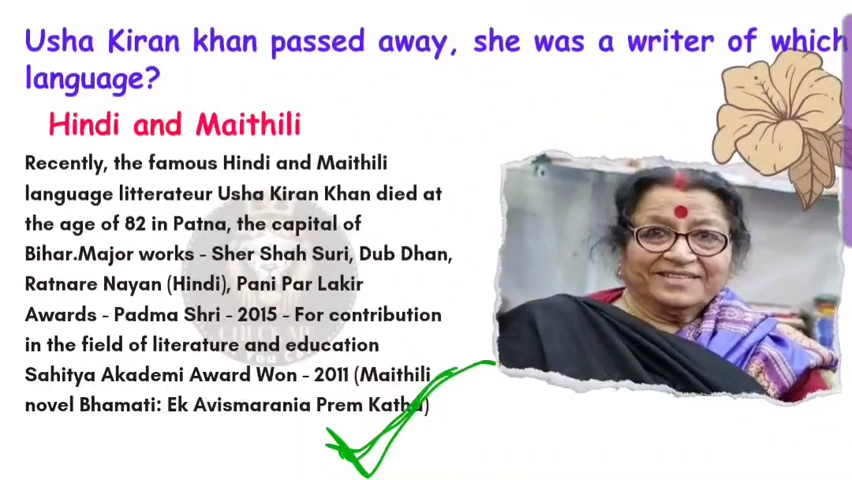 Usha Kiran khan passed away, she was a writer of which
language?
Hindi and Maithili
Recently, the famous Hindi and Maithili
language litterateur Usha Kiran Khan died at
the age of 82 in Patna, the capital of
Bihar.Major works - Sher Shah Suri, Dub Dhan,
Ratnare Nayan (Hindi), Pani Par Lakir
Awards - Padma Shri - 2015 - For contribution
in the field of literature and education
Sahitya Akademi Award Won - 2011 (Maithili
novel Bhamati: Ek Avismarania Prem Katha)